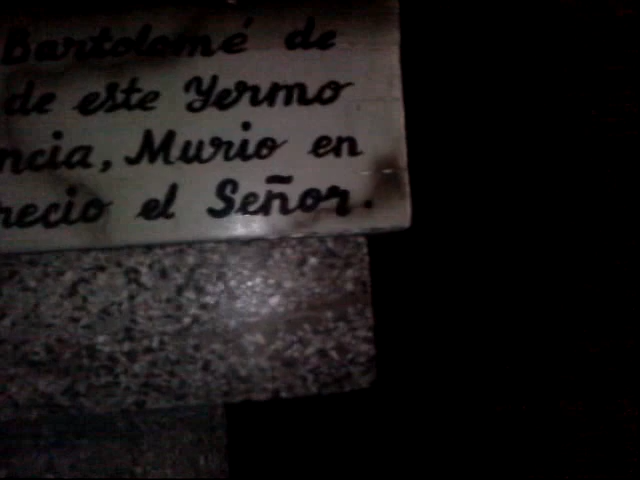 Bartolomé de
de este Yermo
ncia, Murio en
recio el Señor.